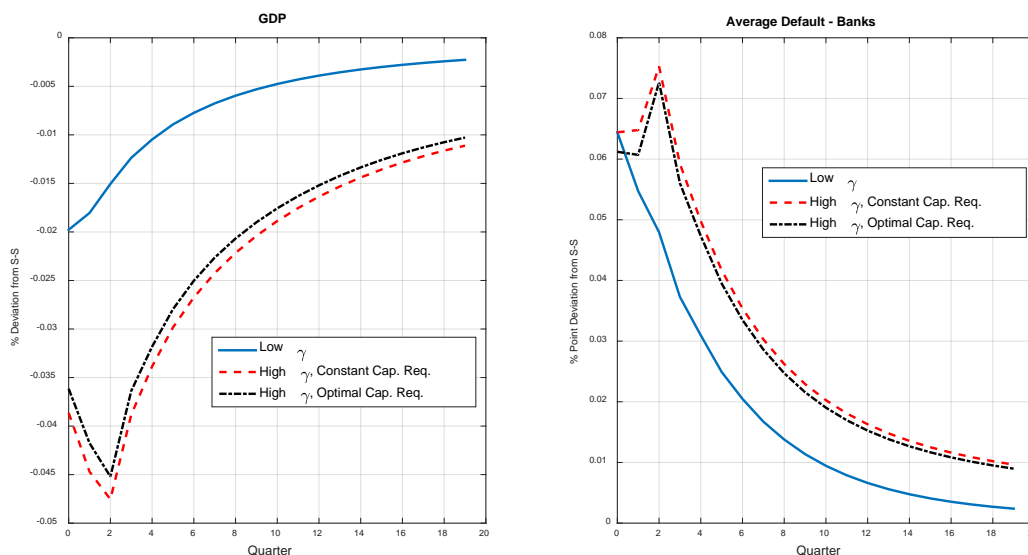 GDP
0
-0.005
-0.01
-0.015
-0.02
-0.025
-0.03
-0.035
-0.04
-0.045
-0.05
% Deviation from S-S
Low γ
High γ, Constant Cap. Req.
High γ, Optimal Cap. Req.
0 2 4 6 8 10 12 14 16 18 20
Quarter
Average Default - Banks
0.08
0.07
0.06
0.05
0.04
0.03
0.02
0.01
0
% Point Deviation from S-S
Low γ
High γ, Constant Cap. Req.
High γ, Optimal Cap. Req.
0 2 4 6 8 10 12 14 16 18
Quarter